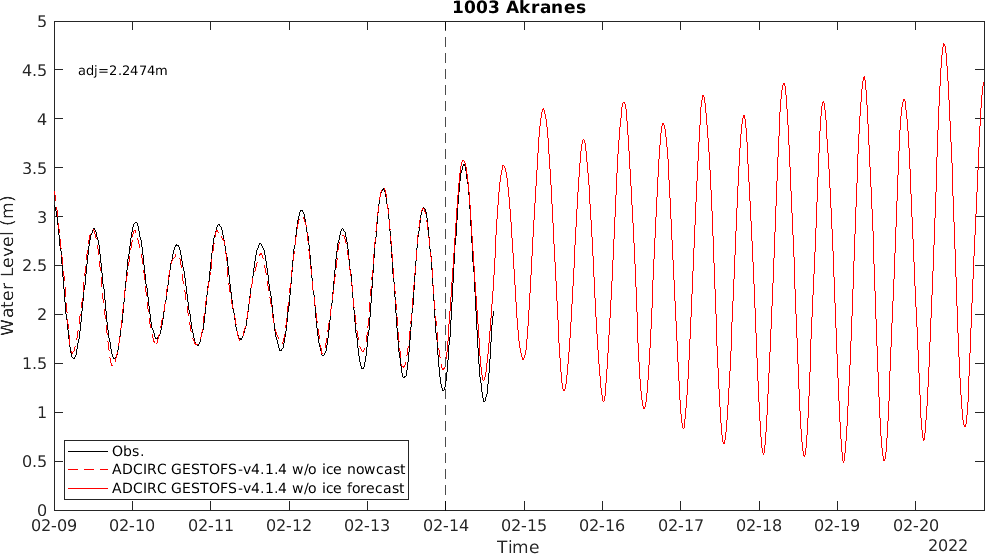 1003 Akranes
5
4.5
4
3.5
3
2.5
2
1.5
1
0.5
0
Water Level (m)
adj=2.2474m
Obs.
ADCIRC GESTOFS-v4.1.4 w/o ice nowcast
ADCIRC GESTOFS-v4.1.4 w/o ice forecast
02-09 02-10 02-11 02-12 02-13 02-14 02-15 02-16 02-17 02-18 02-19 02-20
2022
Time